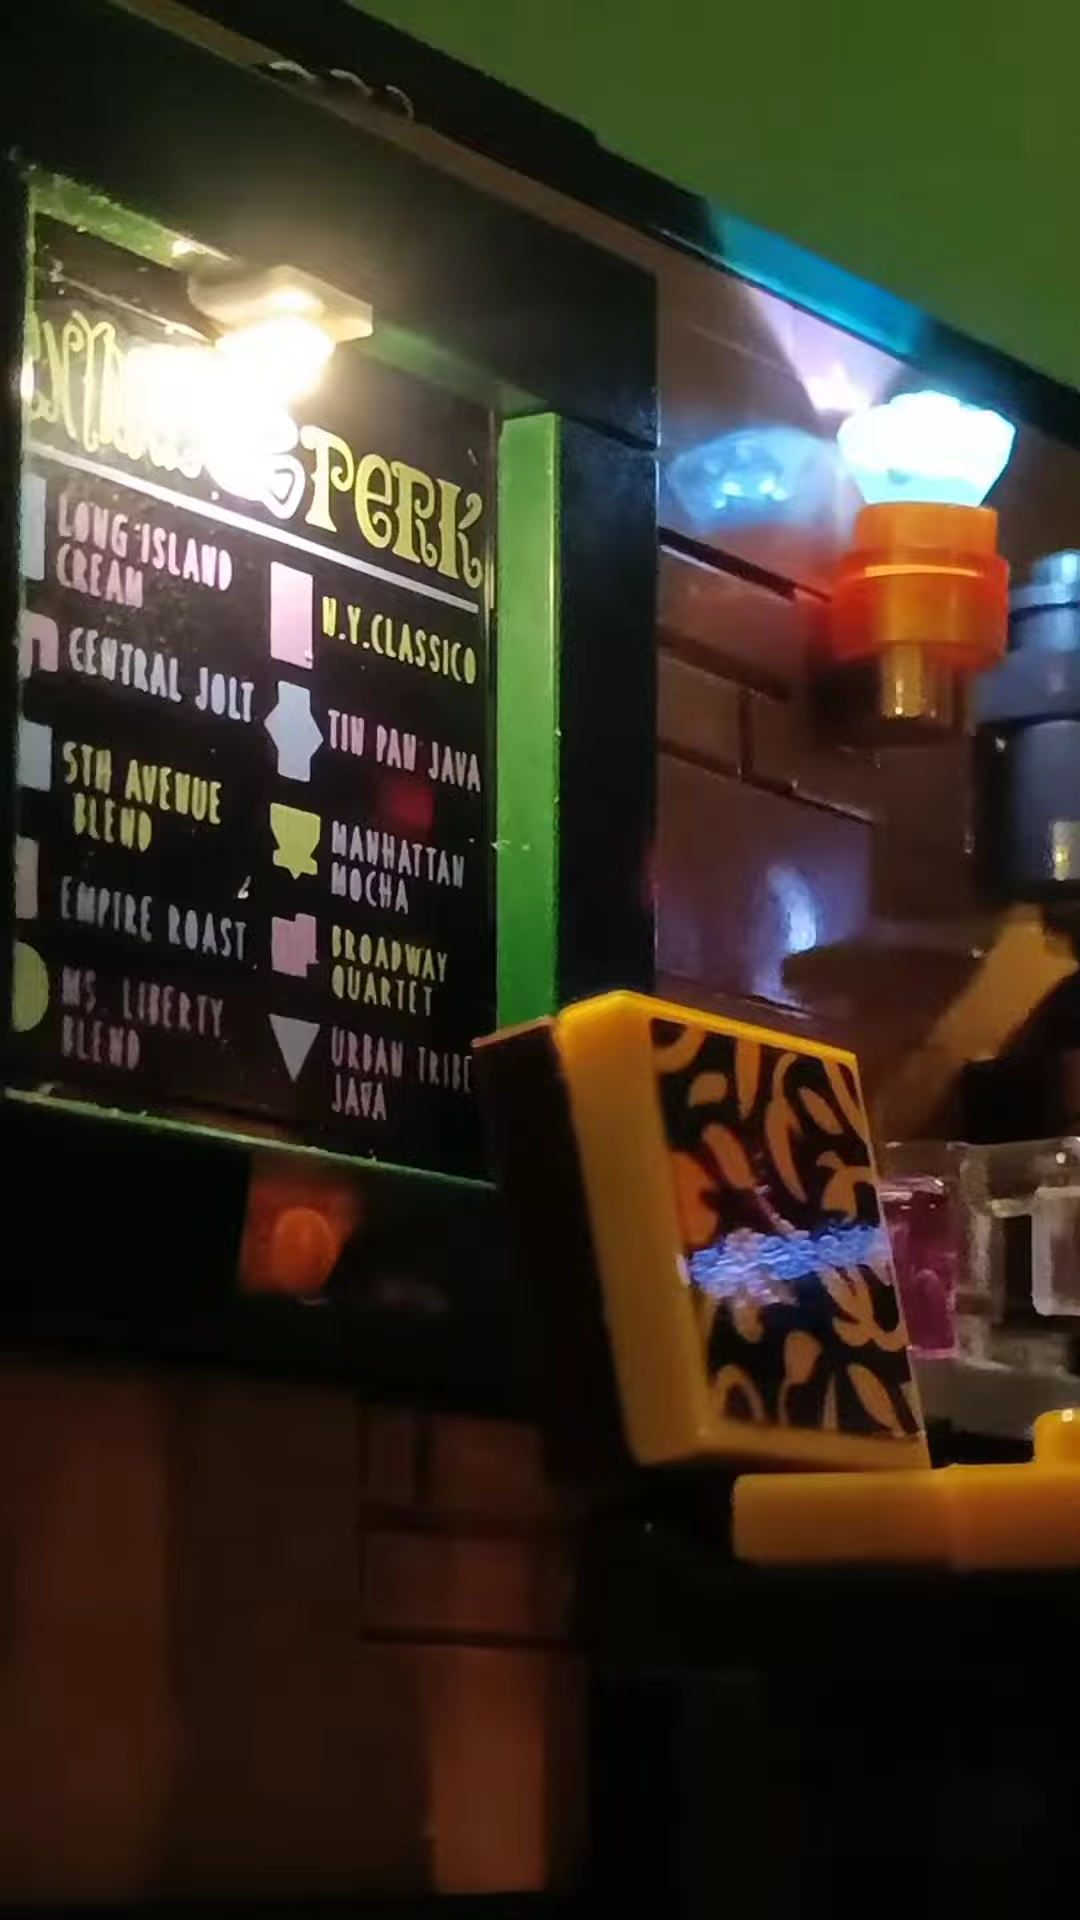 Perk
LONG ISLAND
CREAM
CENTRAL JOLT
5TH AVENUE
BLEND
EMPIRE ROAST
MS. LIBERTY
BLEND
N.Y.CLASSICO
TIN PAN JAVA
MANHATTAN
MOCHA
BROADWAY
QUARTET
URBAN TRIBE
JAVA